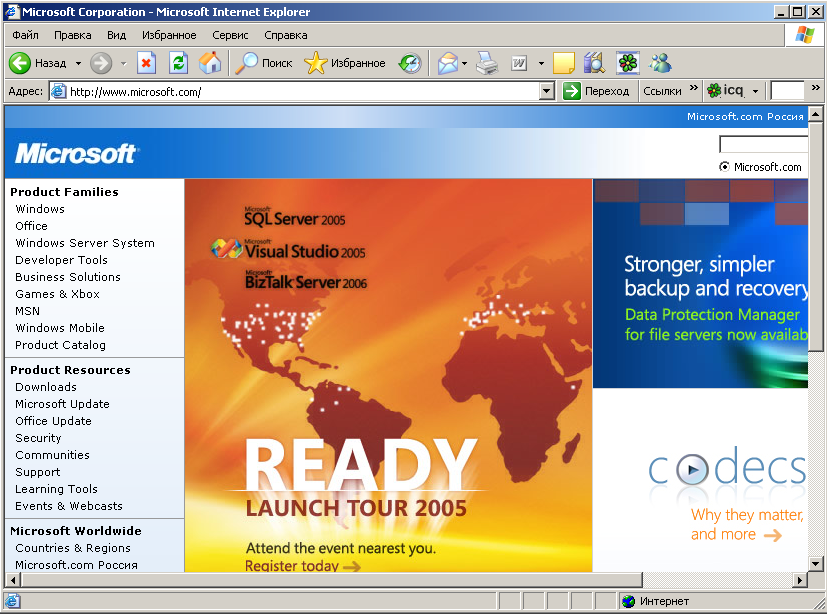 Microsoft Corporation - Microsoft Internet Explorer
Файл Правка Вид Избранное Сервис Справка
Назад Поиск Избранное W
Адрес: http://www.microsoft.com/ Переход Ссылки » icq »
Microsoft.com Россия
Microsoft
Microsoft.com
Product Families
Windows
Office
Windows Server System
Developer Tools
Business Solutions
Games & Xbox
MSN
Windows Mobile
Product Catalog
Product Resources
Downloads
Microsoft Update
Office Update
Security
Communities
Support
Learning Tools
Events & Webcasts
Microsoft Worldwide
Countries & Regions
Microsoft.com Россия
Microsoft
SQL Server 2005
Microsoft
Visual Studio 2005
Microsoft
BizTalk Server 2006
READY
LAUNCH TOUR 2005
Attend the event nearest you.
Register today
Stronger, simpler
backup and recovery
Data Protection Manager
for file servers now availab
codecs
Why they matter,
and more
Интернет